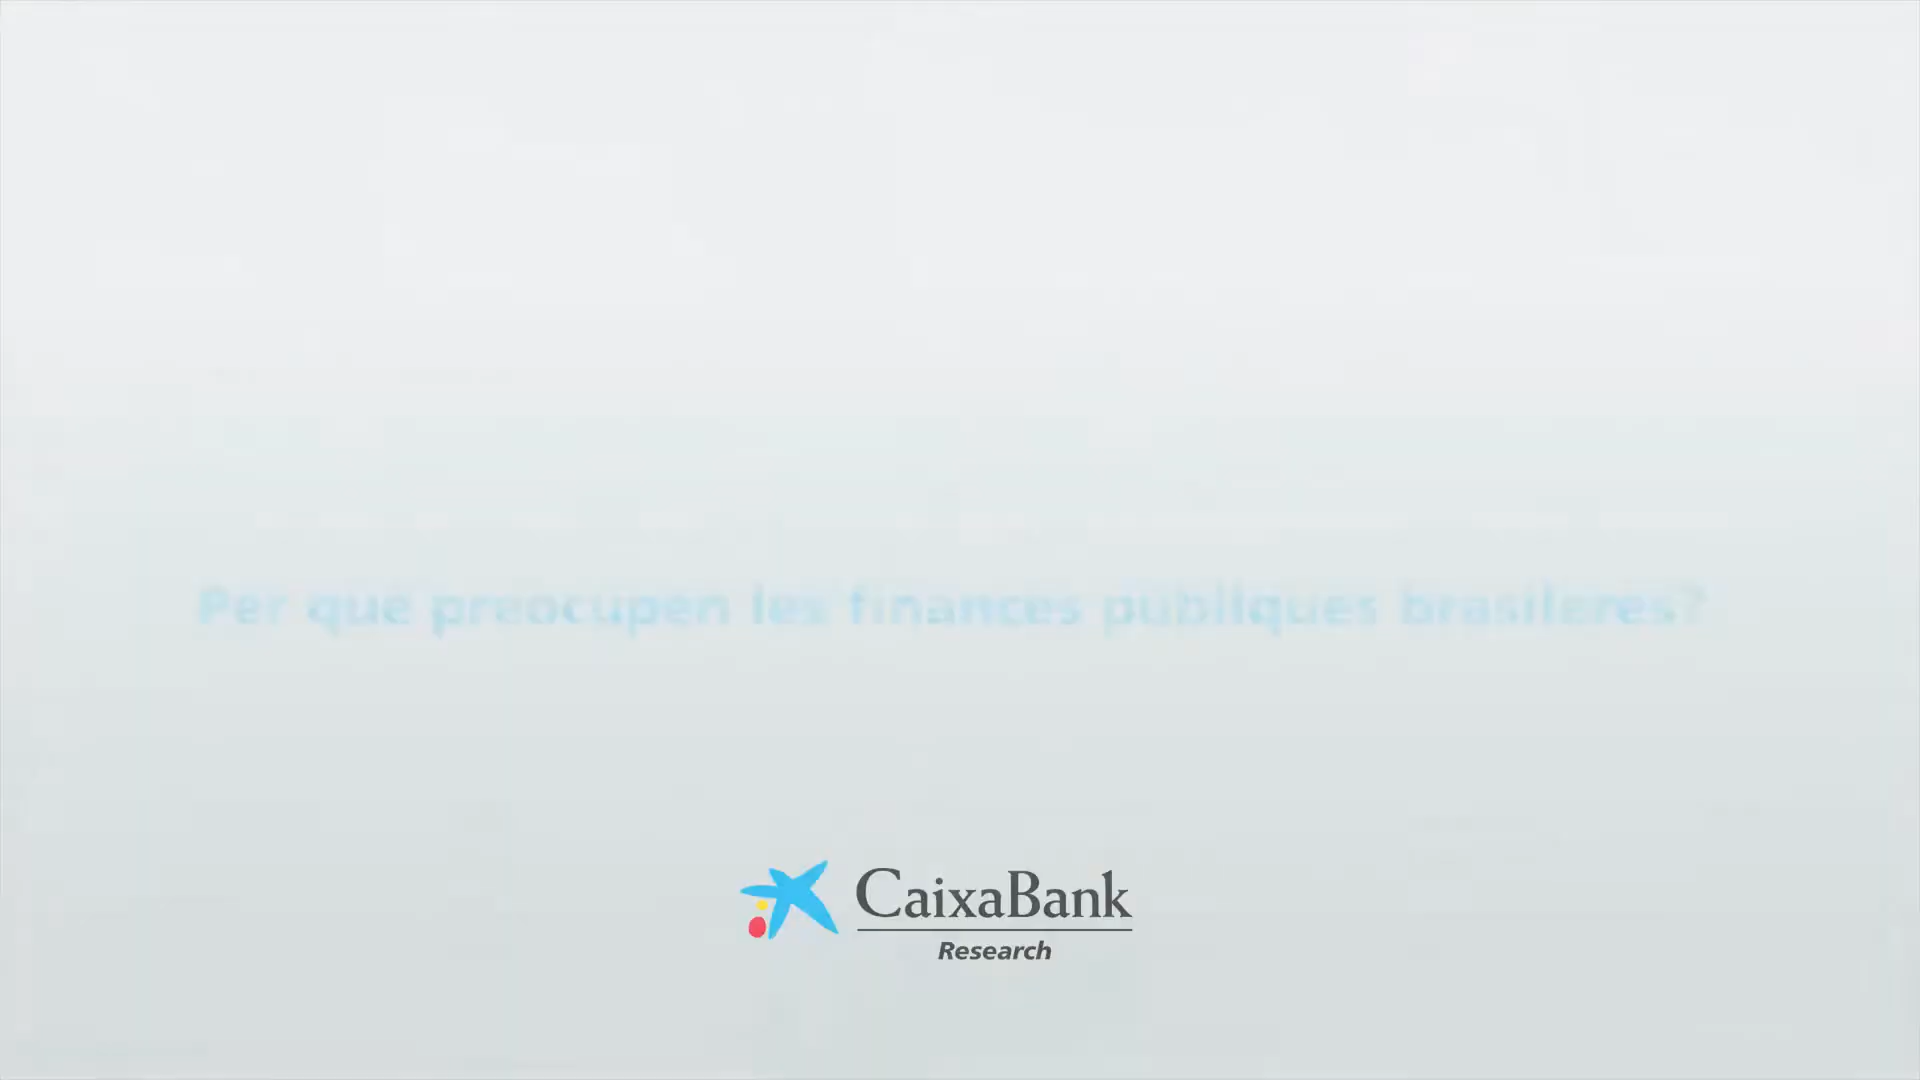 Per què preocupen les finances públiques brasileres?
CaixaBank
Research